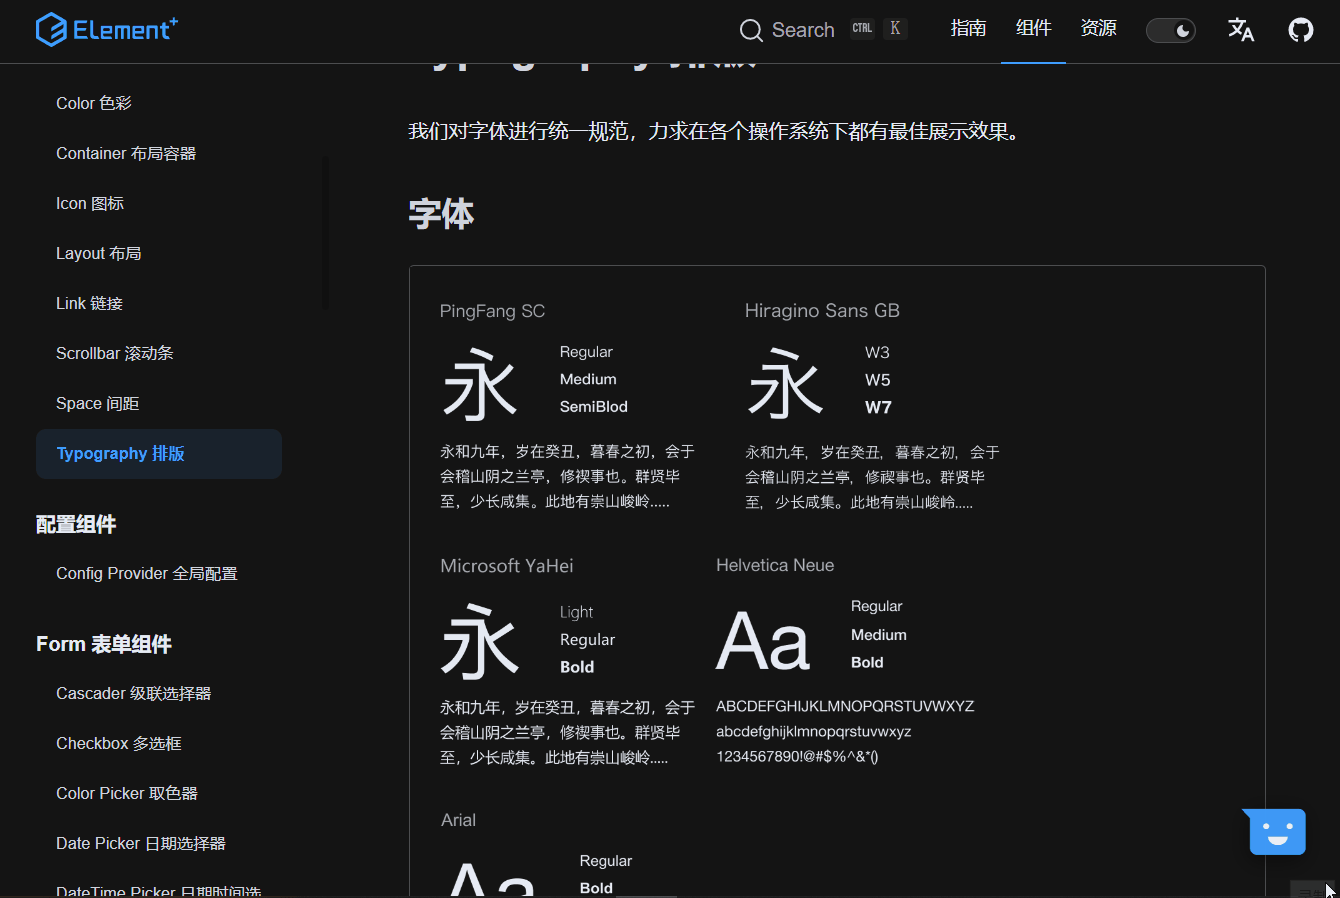 Element+
Search
CTRL
K
指南
组件
资源
Color 色彩
Container 布局容器
Icon 图标
Layout 布局
Link 链接
Scrollbar 滚动条
Space 间距
Typography 排版
配置组件
Config Provider 全局配置
Form 表单组件
Cascader 级联选择器
Checkbox 多选框
Color Picker 取色器
Date Picker 日期选择器
DateTime Picker 日期时间选
Typography 排版
我们对字体进行统一规范，力求在各个操作系统下都有最佳展示效果。
字体
PingFang SC
永
Regular
Medium
SemiBlod
永和九年，岁在癸丑，暮春之初，会于
会稽山阴之兰亭，修禊事也。群贤毕
至，少长咸集。此地有崇山峻岭.....
Hiragino Sans GB
永
W3
W5
W7
永和九年，岁在癸丑，暮春之初，会于
会稽山阴之兰亭，修禊事也。群贤毕
至，少长咸集。此地有崇山峻岭.....
Microsoft YaHei
永
Light
Regular
Bold
永和九年，岁在癸丑，暮春之初，会于
会稽山阴之兰亭，修禊事也。群贤毕
至，少长咸集。此地有崇山峻岭.....
Helvetica Neue
Aa
Regular
Medium
Bold
ABCDEFGHIJKLMNOPQRSTUVWXYZ
abcdefghijklmnopqrstuvwxyz
1234567890!@#$%^&*()
Arial
Aa
Regular
Bold